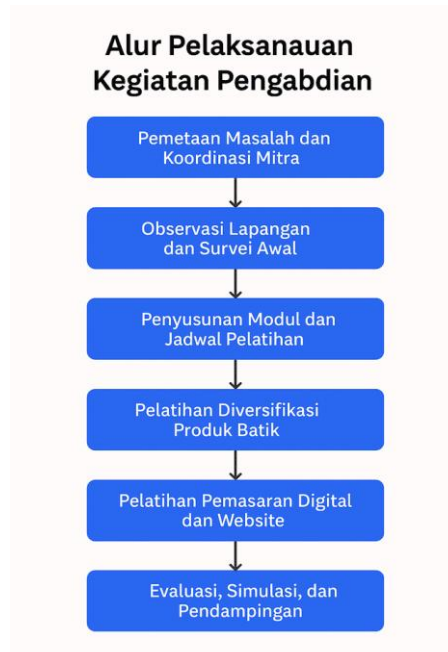 Alur Pelaksanauan
Kegiatan Pengabdian
Pemetaan Masalah dan
Koordinasi Mitra
Observasi Lapangan
dan Survei Awal
Penyusunan Modul dan
Jadwal Pelatihan
Pelatihan Diversifikasi
Produk Batik
Pelatihan Pemasaran Digital
dan Website
Evaluasi, Simulasi, dan
Pendampingan